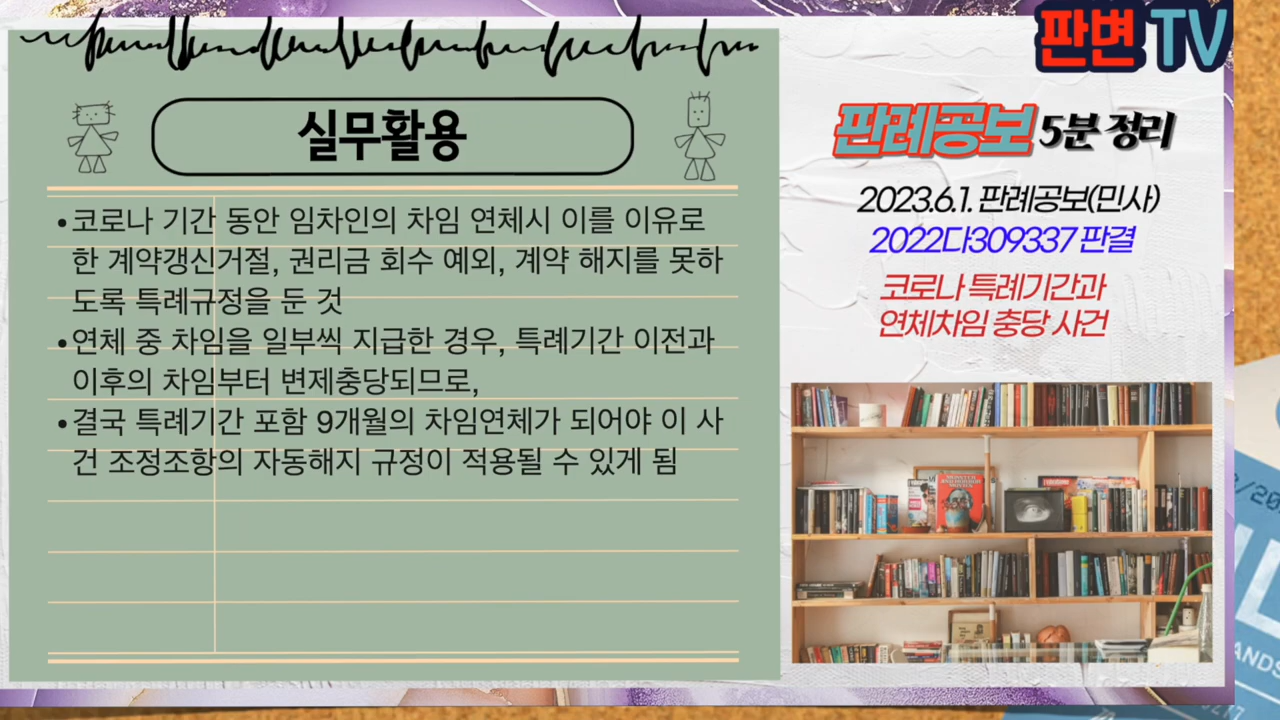 판변 TV
실무활용
•코로나 기간 동안 임차인의 차임 연체시 이를 이유로
한 계약갱신거절, 권리금 회수 예외, 계약 해지를 못하
도록 특례규정을 둔 것
•연체 중 차임을 일부씩 지급한 경우, 특례기간 이전과
이후의 차임부터 변제충당되므로,
•결국 특례기간 포함 9개월의 차임연체가 되어야 이 사
건 조정조항의 자동해지 규정이 적용될 수 있게 됨
판례공보 5분 정리
2023.6.1. 판례공보(민사)
2022다309337 판결
코로나 특례기간과
연체차임 충당 사건